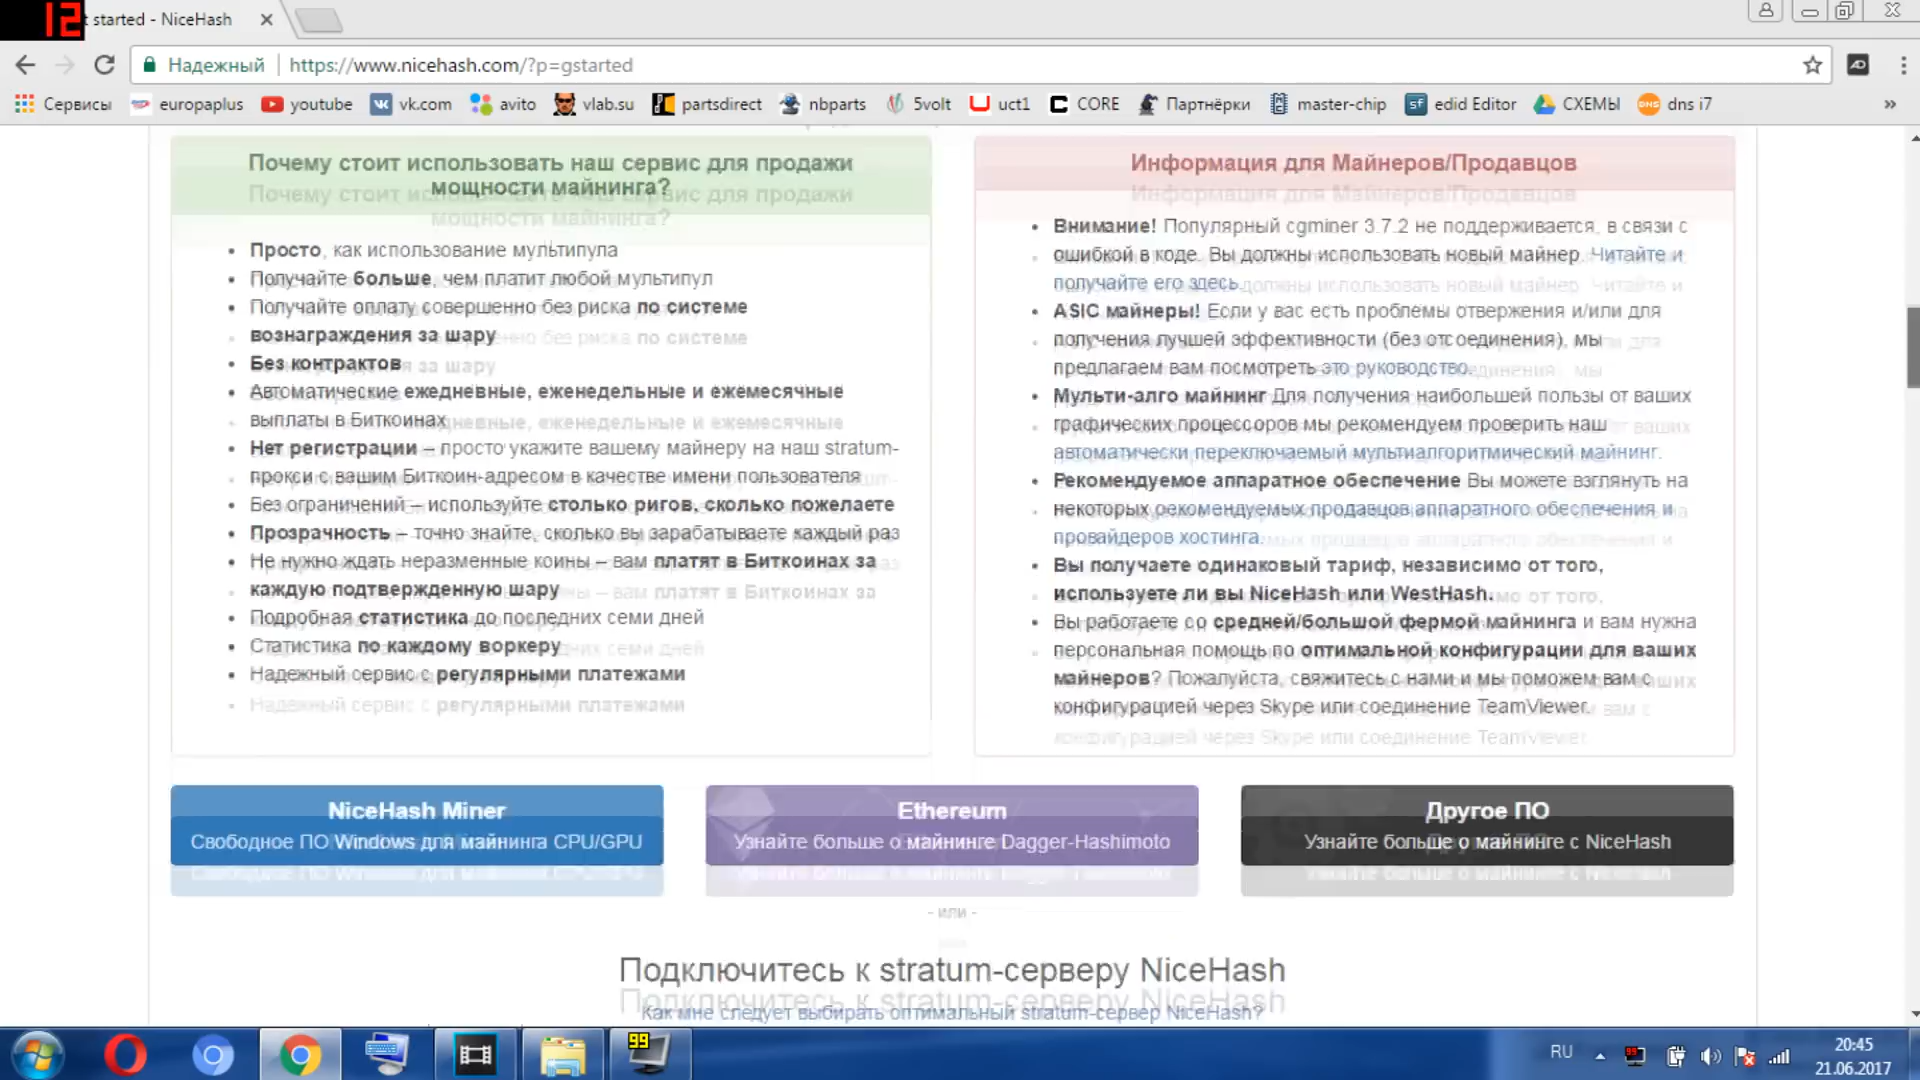 12
t started - NiceHash
Надежный
https://www.nicehash.com/?p=gstarted
Сервисы europaplus youtube vk.com avito vlab.su partsdirect nbparts 5volt uct1 CORE Партнёрки master-chip edid Editor СХЕМЫ dns i7 »
Почему стоит использовать наш сервис для продажи
мощности майнинга?
Просто, как использование мультипула
Получайте больше, чем платит любой мультипул
Получайте оплату совершенно без риска по системе
вознаграждения за шару
Без контрактов
Автоматические ежедневные, еженедельные и ежемесячные
выплаты в Биткоинах
Нет регистрации – просто укажите вашему майнеру на наш stratum-
прокси с вашим Биткоин-адресом в качестве имени пользователя
Без ограничений – используйте столько ригов, сколько пожелаете
Прозрачность – точно знайте, сколько вы зарабатываете каждый раз
Не нужно ждать неразменные коины – вам платят в Биткоинах за
каждую подтвержденную шару
Подробная статистика до последних семи дней
Статистика по каждому воркеру
Надежный сервис с регулярными платежами
Информация для Майнеров/Продавцов
Внимание! Популярный cgminer 3.7.2 не поддерживается, в связи с
ошибкой в коде. Вы должны использовать новый майнер. Читайте и
получайте его здесь.
ASIC майнеры! Если у вас есть проблемы отвержения и/или для
получения лучшей эффективности (без отсоединения), мы
предлагаем вам посмотреть это руководство.
Мульти-алго майнинг Для получения наибольшей пользы от ваших
графических процессоров мы рекомендуем проверить наш
автоматически переключаемый мультиалгоритмический майнинг.
Рекомендуемое аппаратное обеспечение Вы можете взглянуть на
некоторых рекомендуемых продавцов аппаратного обеспечения и
провайдеров хостинга.
Вы получаете одинаковый тариф, независимо от того,
используете ли вы NiceHash или WestHash.
Вы работаете со средней/большой фермой майнинга и вам нужна
персональная помощь по оптимальной конфигурации для ваших
майнеров? Пожалуйста, свяжитесь с нами и мы поможем вам с
конфигурацией через Skype или соединение TeamViewer.
NiceHash Miner
Свободное ПО Windows для майнинга CPU/GPU
Ethereum
Узнайте больше о майнинге Dagger-Hashimoto
Другое ПО
Узнайте больше о майнинге с NiceHash
- или -
Подключитесь к stratum-серверу NiceHash
Как мне следует выбирать оптимальный stratum-сервер NiceHash?
99
RU
20:45
21.06.2017